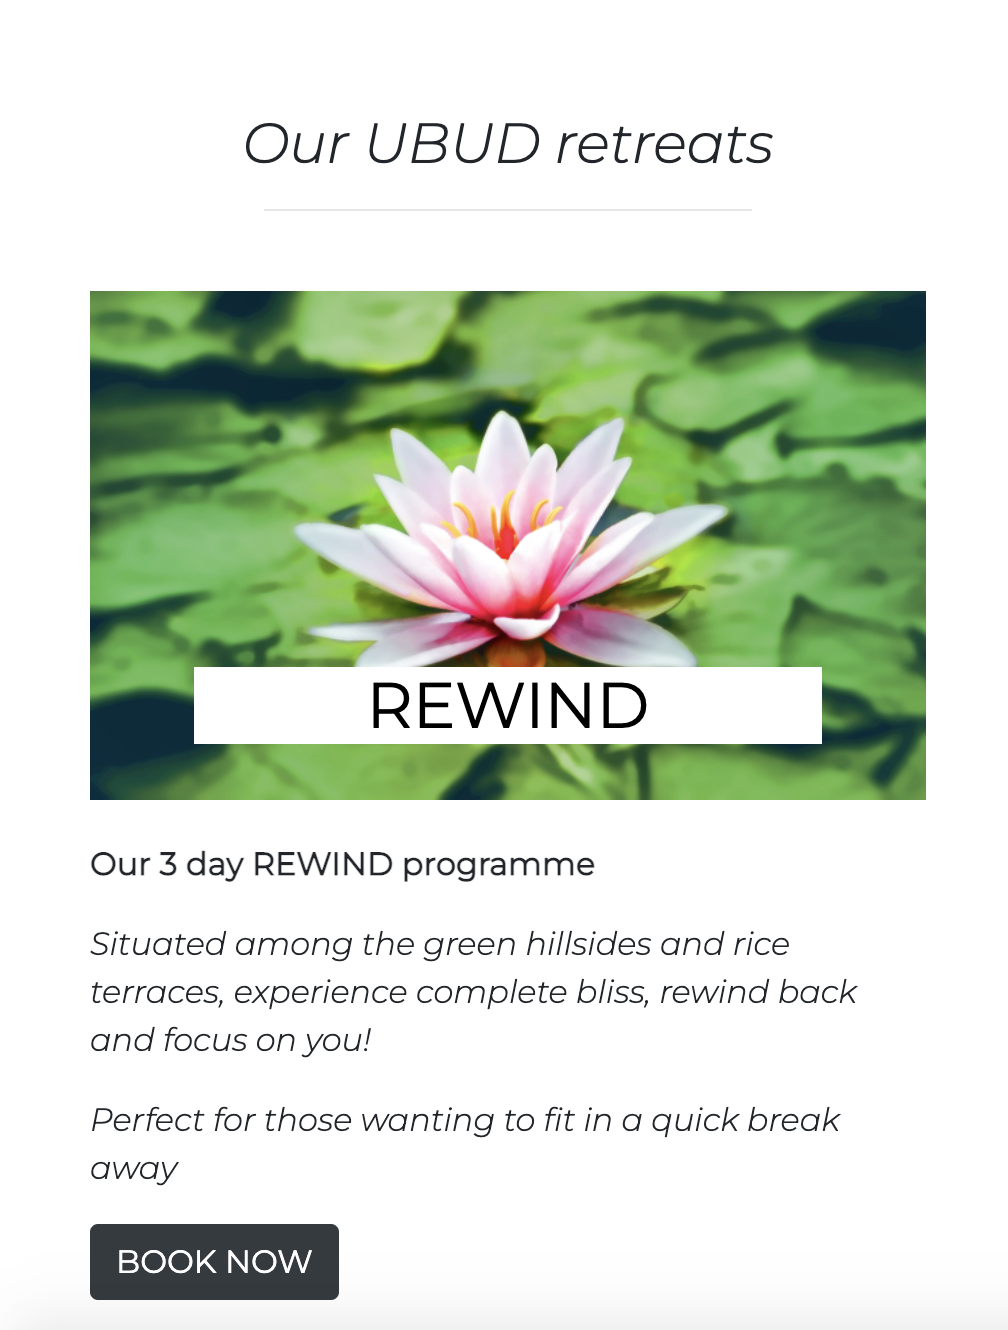 Our UBUD retreats
REWIND
Our 3 day REWIND programme
Situated among the green hillsides and rice
terraces, experience complete bliss, rewind back
and focus on you!
Perfect for those wanting to fit in a quick break
away
BOOK NOW